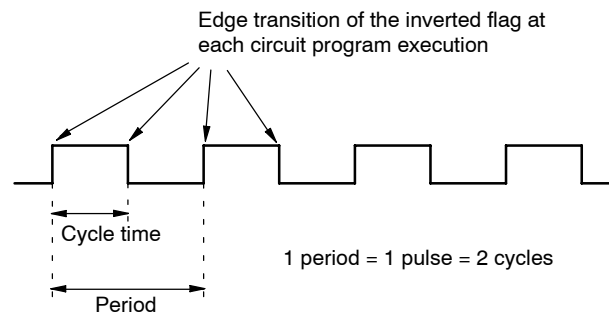 Edge transition of the inverted flag at
each circuit program execution
Cycle time
1 period = 1 pulse = 2 cycles
Period